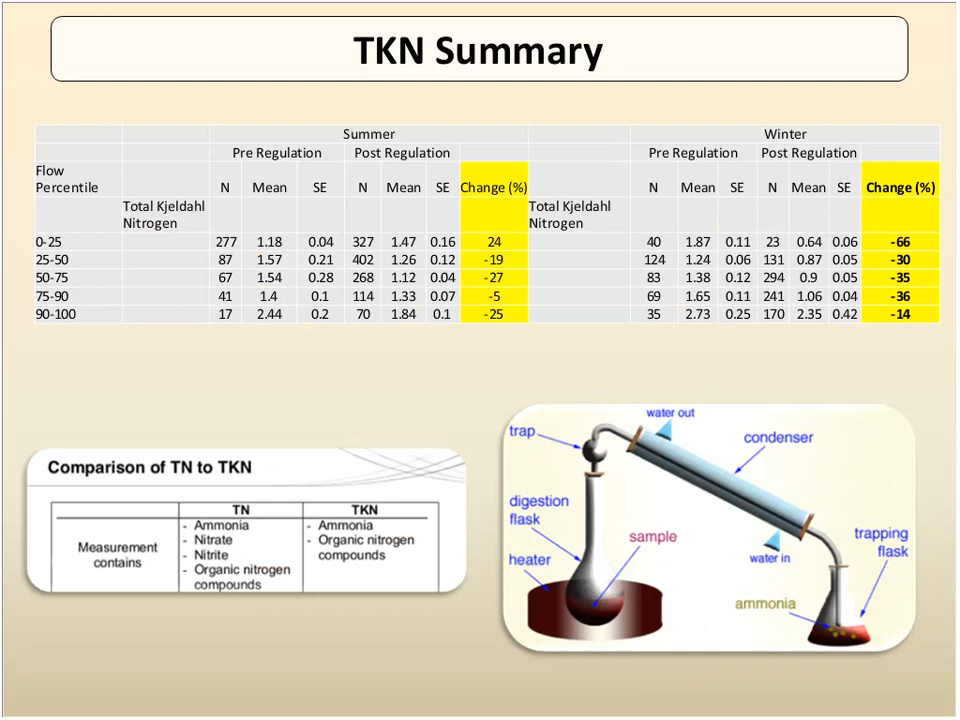 TKN Summary
Summer Winter
Pre Regulation Post Regulation Pre Regulation Post Regulation
Flow
Percentile N Mean SE N Mean SE Change (%) N Mean SE N Mean SE Change (%)
Total Kjeldahl Total Kjeldahl
Nitrogen Nitrogen
0-25 277 1.18 0.04 327 1.47 0.16 24 40 1.87 0.11 23 0.64 0.06 -66
25-50 87 1.57 0.21 402 1.26 0.12 -19 124 1.24 0.06 131 0.87 0.05 -30
50-75 67 1.54 0.28 268 1.12 0.04 -27 83 1.38 0.12 294 0.9 0.05 -35
75-90 41 1.4 0.1 114 1.33 0.07 -5 69 1.65 0.11 241 1.06 0.04 -36
90-100 17 2.44 0.2 70 1.84 0.1 -25 35 2.73 0.25 170 2.35 0.42 -14
Comparison of TN to TKN
TN TKN
Measurement
contains
- Ammonia
- Nitrate
- Nitrite
- Organic nitrogen
compounds
- Ammonia
- Organic nitrogen
compounds
water out
trap
condenser
digestion
flask
sample
trapping
flask
heater
water in
ammonia